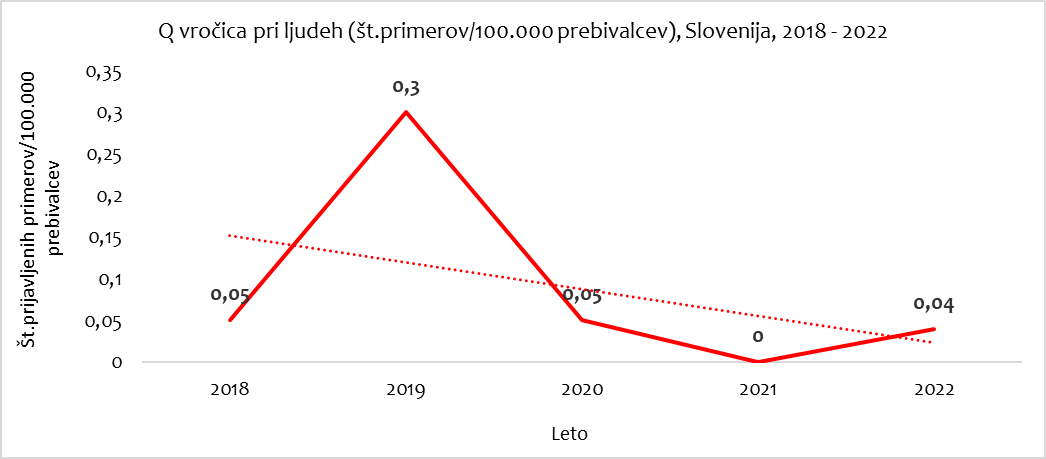 Q vročica pri ljudeh (št.primerov/100.000 prebivalcev), Slovenija, 2018 - 2022
Št.prijavljenih primerov/100.000
prebivalcev
0,35
0,3
0,25
0,2
0,15
0,1
0,05
0
0,05
0,3
0,05
0
0,04
2018 2019 2020 2021 2022
Leto